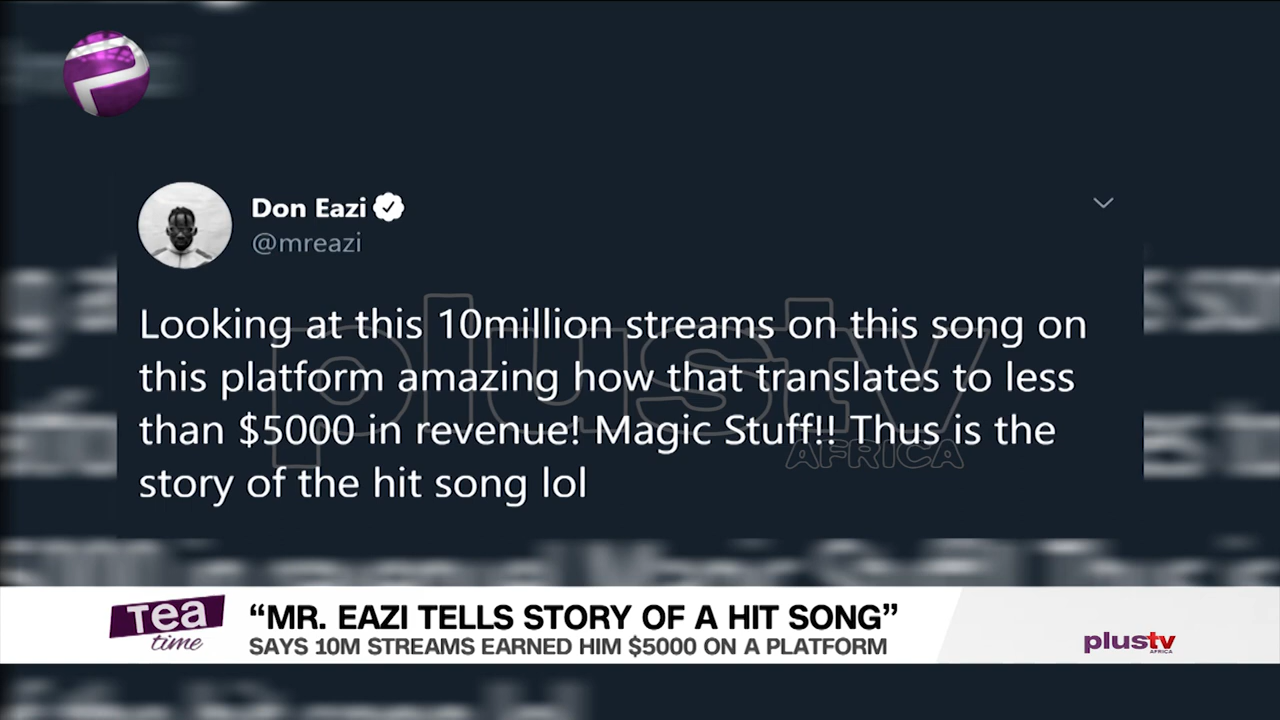 Don Eazi
@mreazi
Looking at this 10million streams on this song on
this platform amazing how that translates to less
than $5000 in revenue! Magic Stuff!! Thus is the
story of the hit song lol
plustv
AFRICA
Tea
time
“MR. EAZI TELLS STORY OF A HIT SONG”
SAYS 10M STREAMS EARNED HIM $5000 ON A PLATFORM
plustv
AFRICA